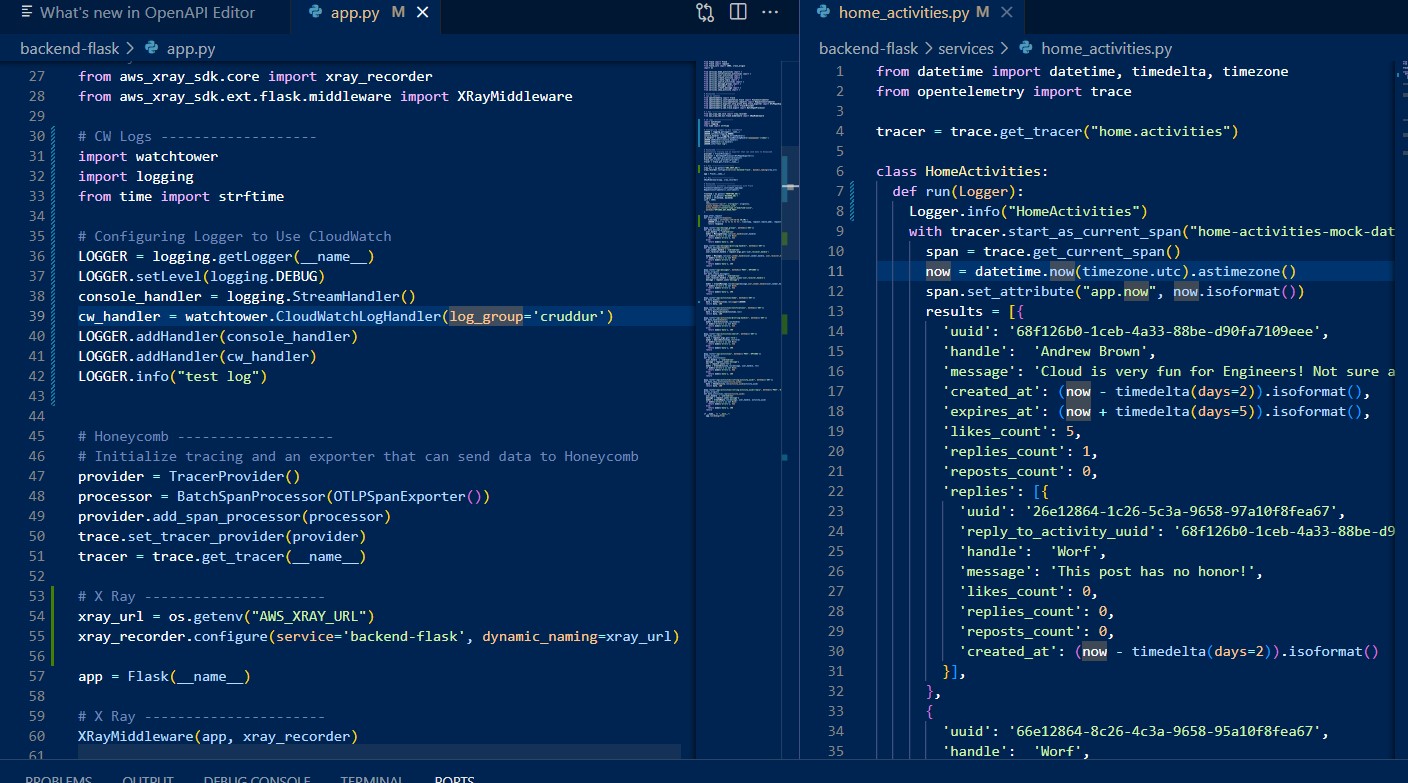 What's new in OpenAPI Editor
app.py M
backend-flask > app.py
27 from aws_xray_sdk.core import xray_recorder
28 from aws_xray_sdk.ext.flask.middleware import XRayMiddleware
29
30 # CW Logs -------------------
31 import watchtower
32 import logging
33 from time import strftime
34
35 # Configuring Logger to Use CloudWatch
36 LOGGER = logging.getLogger(__name__)
37 LOGGER.setLevel(logging.DEBUG)
38 console_handler = logging.StreamHandler()
39 cw_handler = watchtower.CloudWatchLogHandler(log_group='cruddur')
40 LOGGER.addHandler(console_handler)
41 LOGGER.addHandler(cw_handler)
42 LOGGER.info("test log")
43
44
45 # Honeycomb -------------------
46 # Initialize tracing and an exporter that can send data to Honeycomb
47 provider = TracerProvider()
48 processor = BatchSpanProcessor(OTLPSpanExporter())
49 provider.add_span_processor(processor)
50 trace.set_tracer_provider(provider)
51 tracer = trace.get_tracer(__name__)
52
53 # X Ray ----------------------
54 xray_url = os.getenv("AWS_XRAY_URL")
55 xray_recorder.configure(service='backend-flask', dynamic_naming=xray_url)
56
57 app = Flask(__name__)
58
59 # X Ray ----------------------
60 XRayMiddleware(app, xray_recorder)
61
home_activities.py M
backend-flask > services > home_activities.py
1 from datetime import datetime, timedelta, timezone
2 from opentelemetry import trace
3
4 tracer = trace.get_tracer("home.activities")
5
6 class HomeActivities:
7 def run(Logger):
8 Logger.info("HomeActivities")
9 with tracer.start_as_current_span("home-activities-mock-dat
10 span = trace.get_current_span()
11 now = datetime.now(timezone.utc).astimezone()
12 span.set_attribute("app.now", now.isoformat())
13 results = [{
14 'uuid': '68f126b0-1ceb-4a33-88be-d90fa7109eee',
15 'handle': 'Andrew Brown',
16 'message': 'Cloud is very fun for Engineers! Not sure a
17 'created_at': (now - timedelta(days=2)).isoformat(),
18 'expires_at': (now + timedelta(days=5)).isoformat(),
19 'likes_count': 5,
20 'replies_count': 1,
21 'reposts_count': 0,
22 'replies': [{
23 'uuid': '26e12864-1c26-5c3a-9658-97a10f8fea67',
24 'reply_to_activity_uuid': '68f126b0-1ceb-4a33-88be-d9
25 'handle': 'Worf',
26 'message': 'This post has no honor!',
27 'likes_count': 0,
28 'replies_count': 0,
29 'reposts_count': 0,
30 'created_at': (now - timedelta(days=2)).isoformat()
31 }],
32 },
33 {
34 'uuid': '66e12864-8c26-4c3a-9658-95a10f8fea67',
35 'handle': 'Worf',
PROBLEMS OUTPUT DEBUG CONSOLE TERMINAL PORTS